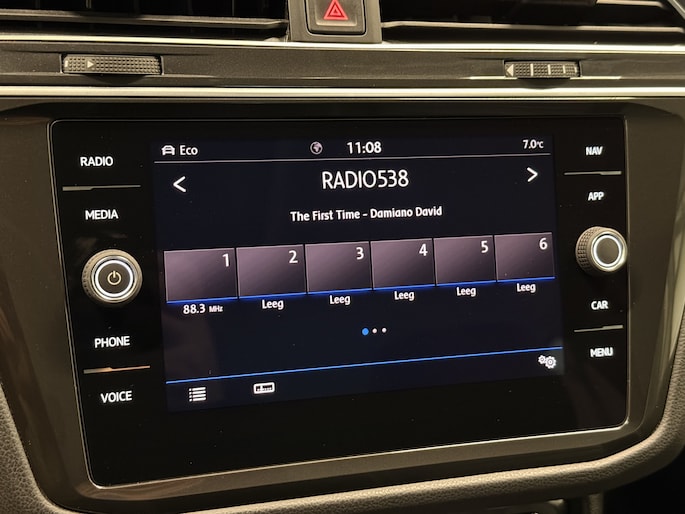 RADIO
MEDIA
PHONE
VOICE
Eco 11:08 7.0°C
< RADIO538 >
The First Time - Damiano David
1 2 3 4 5 6
88.3 MHz Leeg Leeg Leeg Leeg Leeg
NAV
APP
CAR
MENU